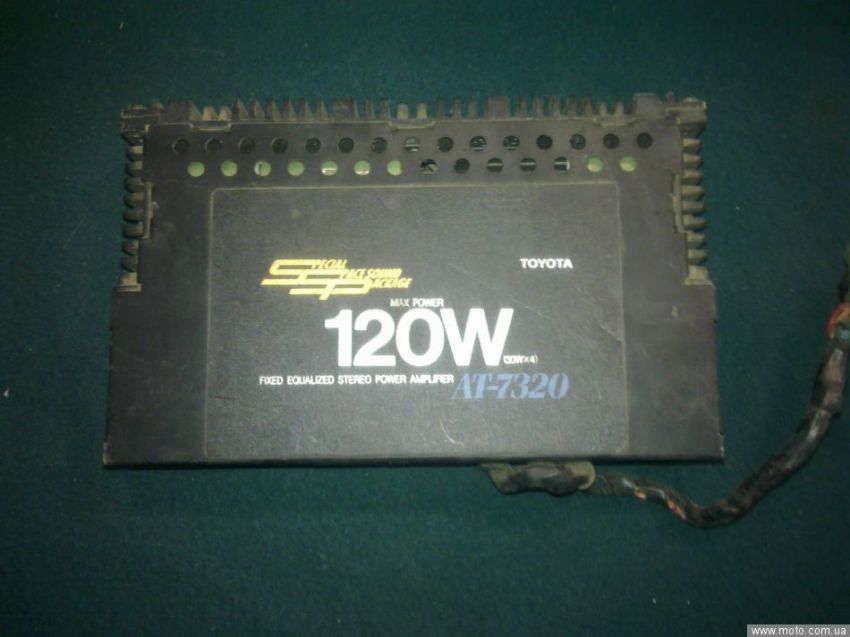 SPECIAL
SPACE SOUND
PACKAGE
TOYOTA
MAX POWER
120W (30W×4)
FIXED EQUALIZED STEREO POWER AMPLIFIER AT-7320
www.moto.com.ua